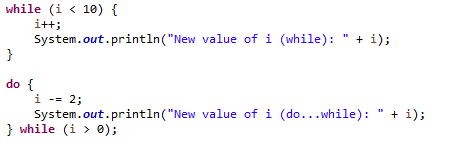 while (i < 10) {
    i++;
    System.out.println("New value of i (while): " + i);
}

do {
    i -= 2;
    System.out.println("New value of i (do...while): " + i);
} while (i > 0);